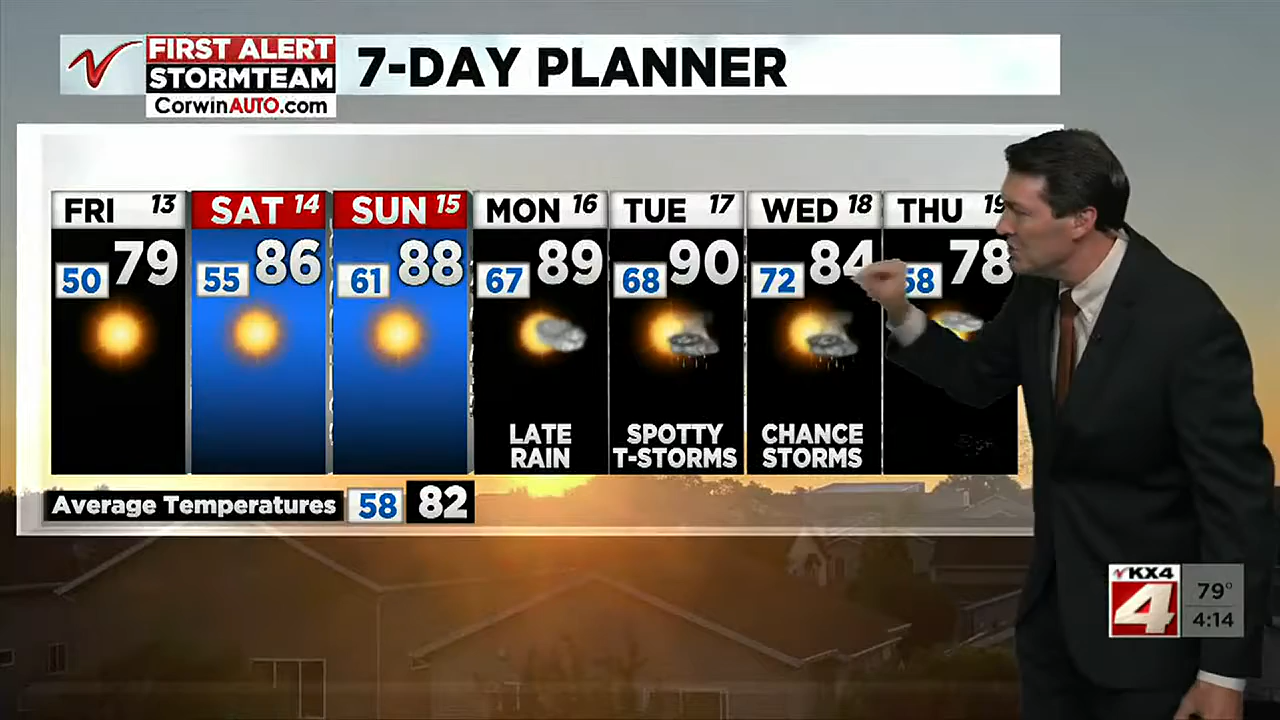 FIRST ALERT
STORMTEAM
CorwinAUTO.com
7-DAY PLANNER
FRI 13
SAT 14
SUN 15
MON 16
TUE 17
WED 18
THU 19
50 79
55 86
61 88
67 89
68 90
72 84
58 78
LATE
RAIN
SPOTTY
T-STORMS
CHANCE
STORMS
Average Temperatures 58 82
KX4
4
79°
4:14